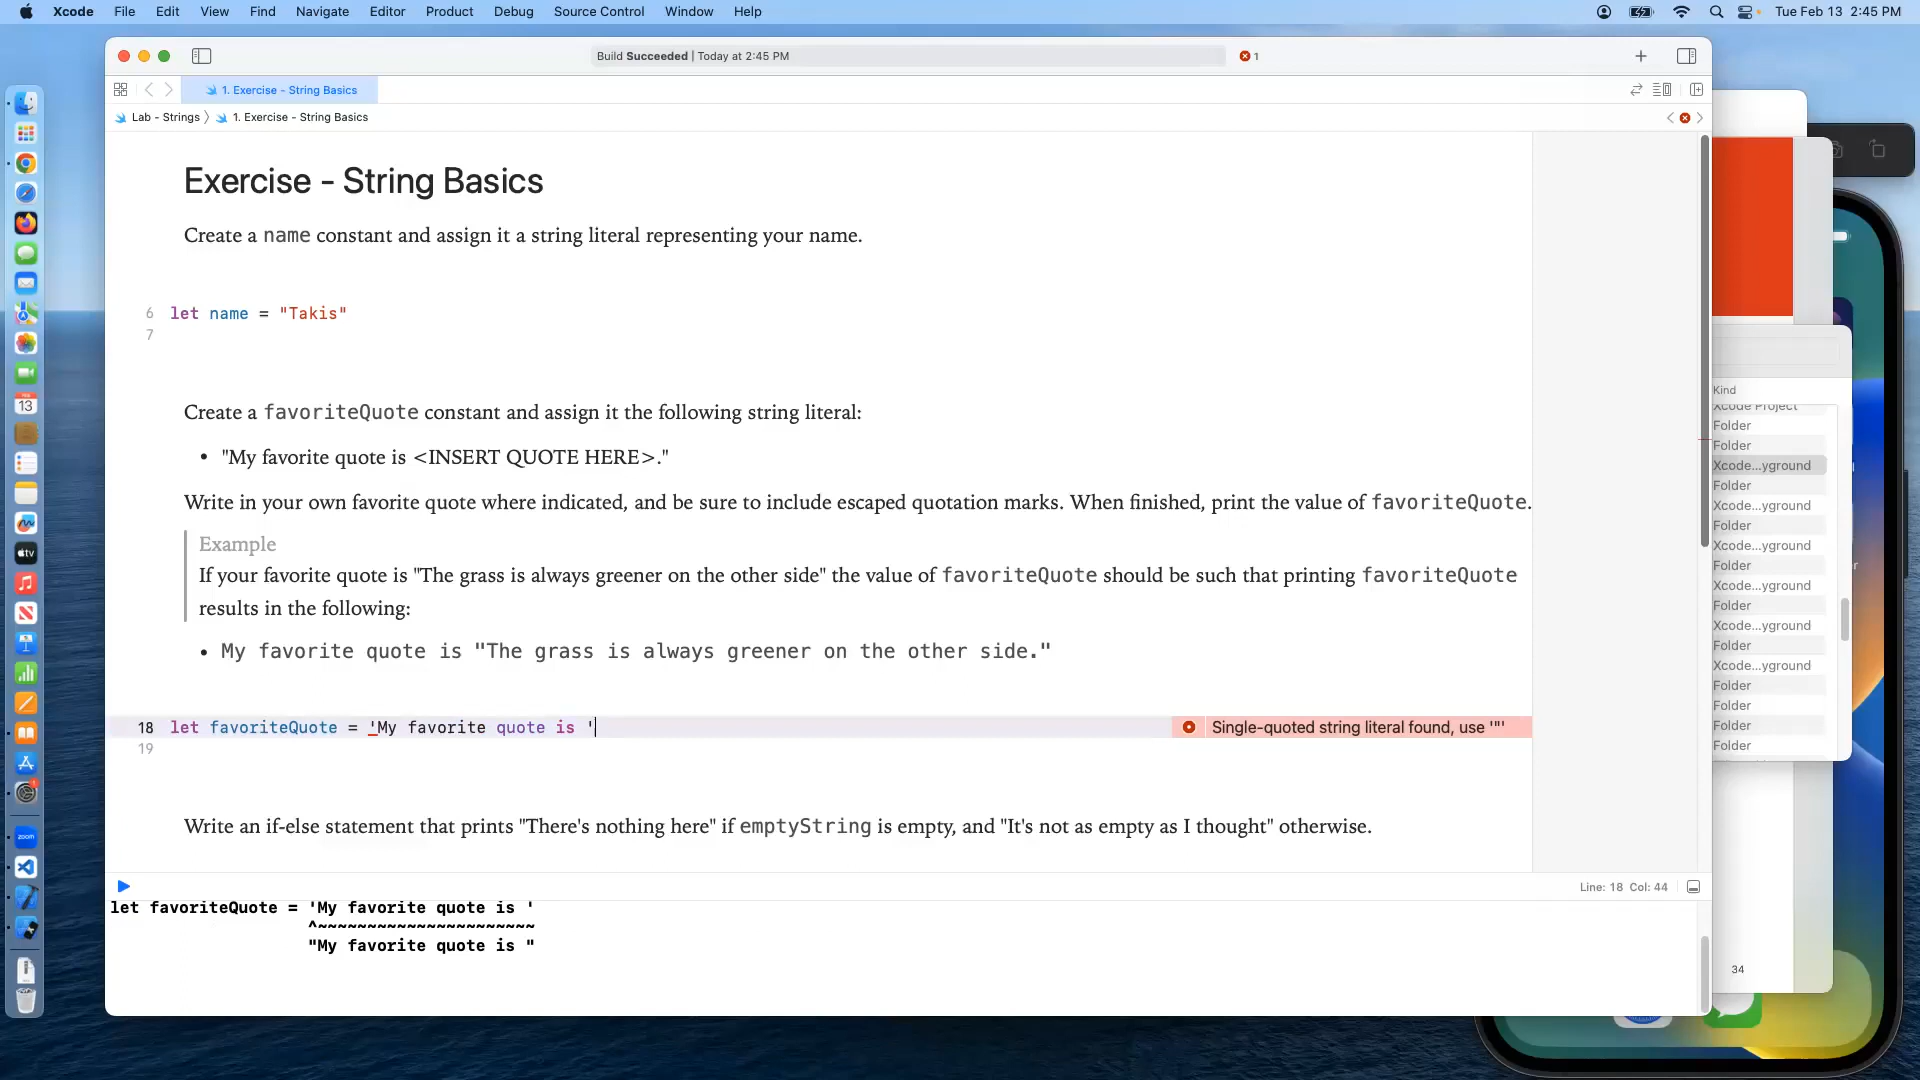 Xcode File Edit View Find Navigate Editor Product Debug Source Control Window Help Tue Feb 13 2:45 PM
Build Succeeded | Today at 2:45 PM 1
1. Exercise - String Basics
Lab - Strings 1. Exercise - String Basics
Exercise - String Basics
Create a name constant and assign it a string literal representing your name.
6 let name = "Takis"
7
Create a favoriteQuote constant and assign it the following string literal:
• "My favorite quote is <INSERT QUOTE HERE>."
Write in your own favorite quote where indicated, and be sure to include escaped quotation marks. When finished, print the value of favoriteQuote.
Example
If your favorite quote is "The grass is always greener on the other side" the value of favoriteQuote should be such that printing favoriteQuote
results in the following:
• My favorite quote is "The grass is always greener on the other side."
18 let favoriteQuote = 'My favorite quote is ' Single-quoted string literal found, use '"'
19
Write an if-else statement that prints "There's nothing here" if emptyString is empty, and "It's not as empty as I thought" otherwise.
Line: 18 Col: 44
let favoriteQuote = 'My favorite quote is '
^~~~~~~~~~~~~~~~~~~~~~~
"My favorite quote is "
Kind
Xcode Project
Folder
Folder
Xcode...yground
Folder
Xcode...yground
Folder
Xcode...yground
Folder
Xcode...yground
Folder
Xcode...yground
Folder
Xcode...yground
Folder
Folder
Folder
Folder
34
13
tv
zoom